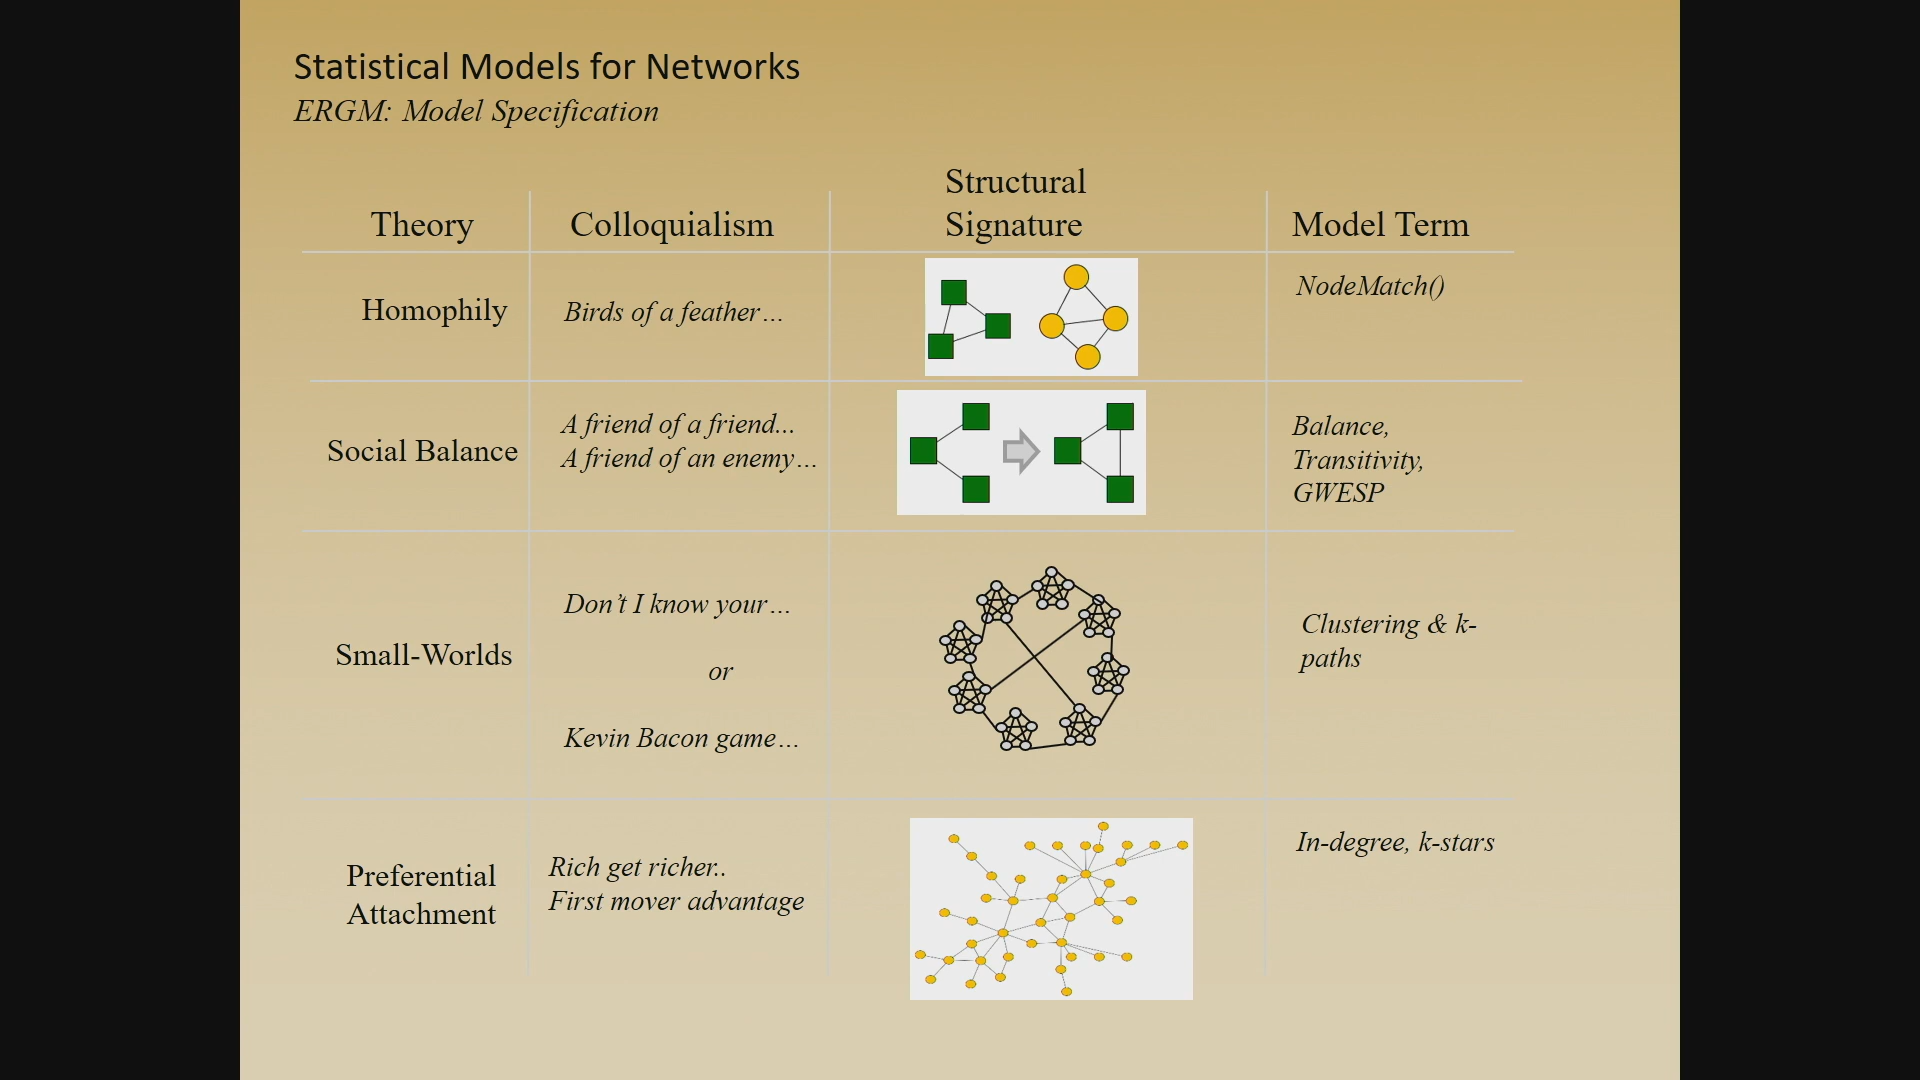 Statistical Models for Networks
ERGM: Model Specification
Theory
Colloquialism
Structural
Signature
Model Term
Homophily
Birds of a feather…
NodeMatch()
Social Balance
A friend of a friend...
A friend of an enemy…
Balance,
Transitivity,
GWESP
Small-Worlds
Don’t I know your…
or
Kevin Bacon game…
Clustering & k-
paths
Preferential
Attachment
Rich get richer..
First mover advantage
In-degree, k-stars